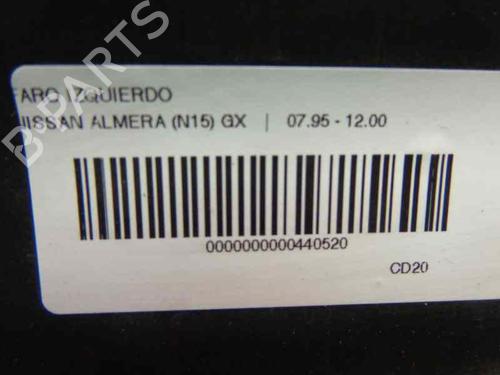 FARO IZQUIERDO
NISSAN ALMERA (N15) GX | 07.95 - 12.00
0000000000440520
CD20
B PARTS